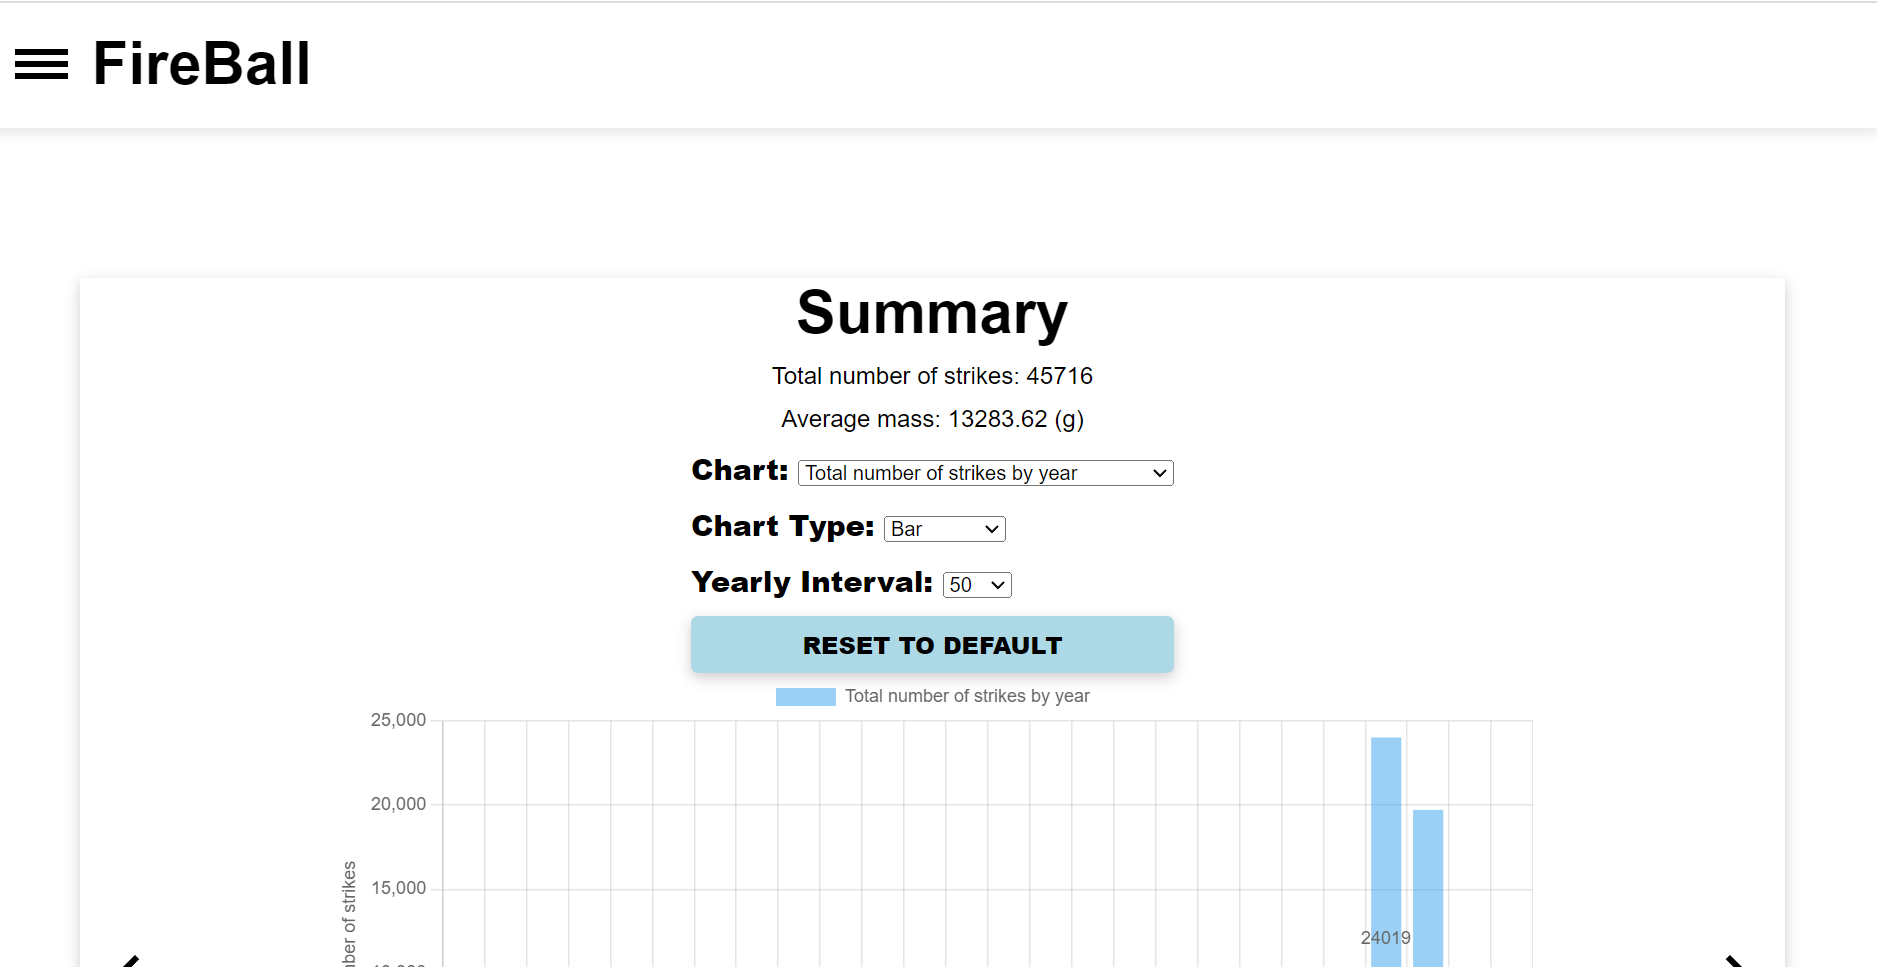 FireBall
Summary
Total number of strikes: 45716
Average mass: 13283.62 (g)
Chart: Total number of strikes by year
Chart Type: Bar
Yearly Interval: 50
RESET TO DEFAULT
Total number of strikes by year
25,000
20,000
15,000
of strikes
24019